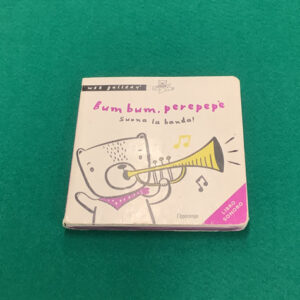 wee gallery
Bum bum, perepepè
Suona la banda!
l'ippocampo
LIBRO
SONORO